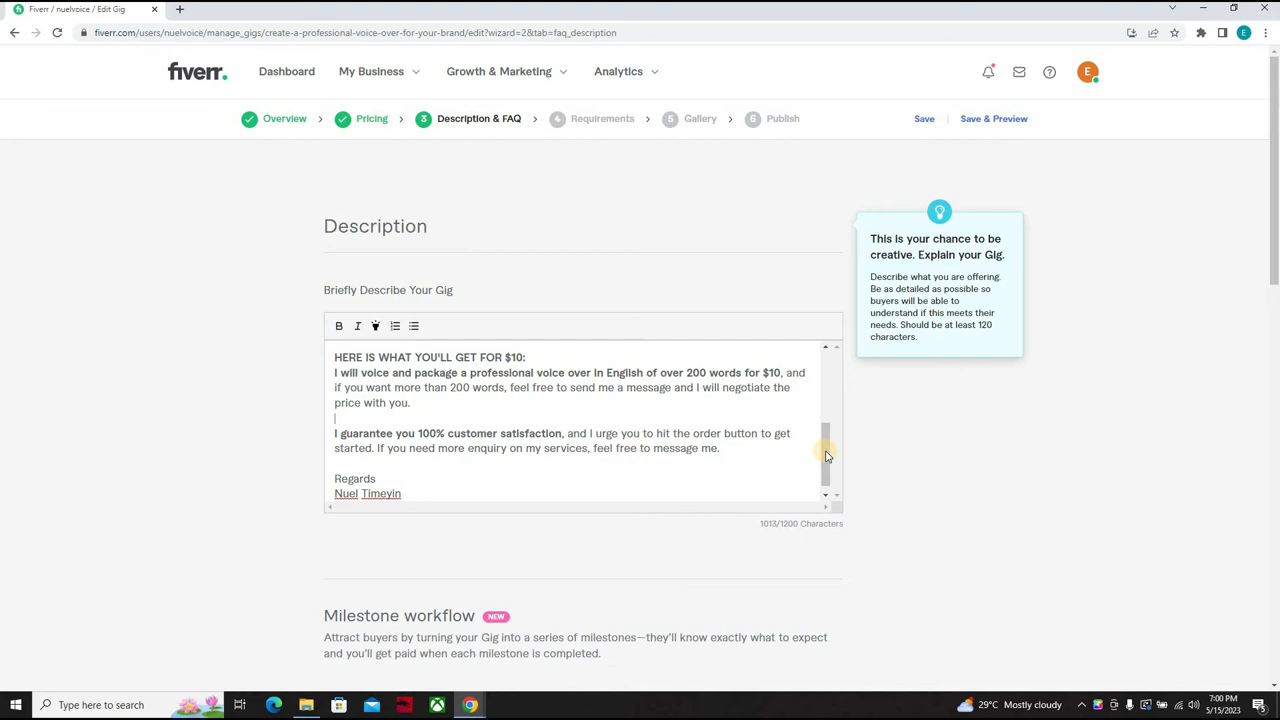 Fiverr / nuelvoice / Edit Gig
fiverr.com/users/nuelvoice/manage_gigs/create-a-professional-voice-over-for-your-brand/edit?wizard=2&tab=faq_description
E
fiverr.
Dashboard
My Business
Growth & Marketing
Analytics
E
Overview
Pricing
3 Description & FAQ
4 Requirements
5 Gallery
6 Publish
Save
Save & Preview
Description
This is your chance to be
creative. Explain your Gig.
Describe what you are offering.
Be as detailed as possible so
buyers will be able to
understand if this meets their
needs. Should be at least 120
characters.
Briefly Describe Your Gig
B I
HERE IS WHAT YOU'LL GET FOR $10:
I will voice and package a professional voice over in English of over 200 words for $10, and
if you want more than 200 words, feel free to send me a message and I will negotiate the
price with you.
I guarantee you 100% customer satisfaction, and I urge you to hit the order button to get
started. If you need more enquiry on my services, feel free to message me.
Regards
Nuel Timeyin
1013/1200 Characters
Milestone workflow NEW
Attract buyers by turning your Gig into a series of milestones—they'll know exactly what to expect
and you'll get paid when each milestone is completed.
Type here to search
29°C Mostly cloudy
7:00 PM
5/15/2023